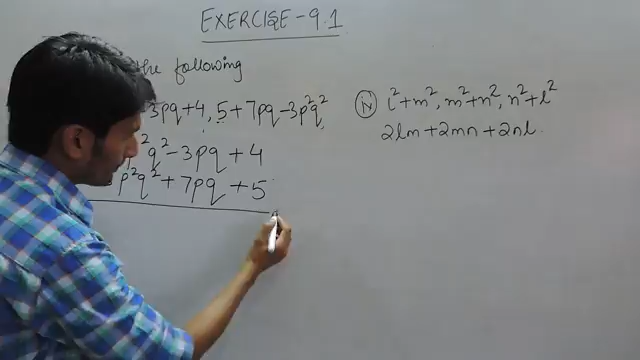 EXERCISE-9.1
the following
-3pq+4, 5+7pq-3p²q²
p²q²-3pq+4
p²q²+7pq+5
(iv) l²+m², m²+n², n²+l²
2lm+2mn+2nl.